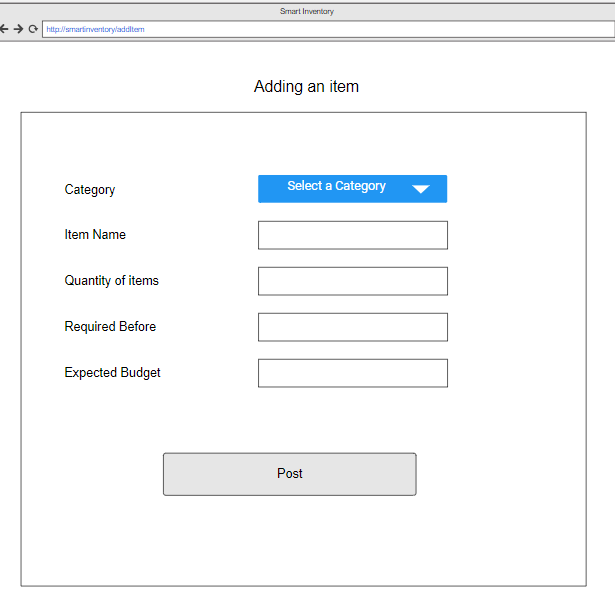 Smart Inventory
http://smartinventory/addItem
Adding an item
Category
Select a Category
Item Name
Quantity of items
Required Before
Expected Budget
Post